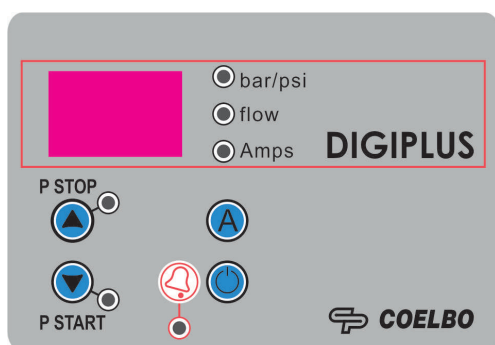 bar/psi
flow
Amps
DIGIPLUS
P STOP
A
P START
COELBO